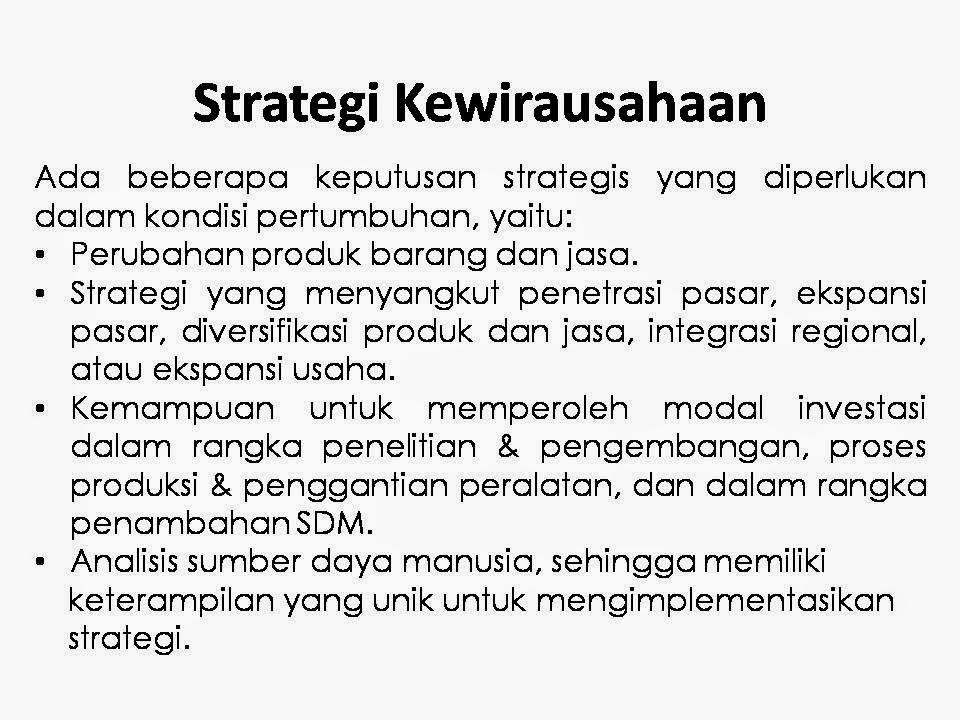 Strategi Kewirausahaan
Ada beberapa keputusan strategis yang diperlukan
dalam kondisi pertumbuhan, yaitu:
• Perubahan produk barang dan jasa.
• Strategi yang menyangkut penetrasi pasar, ekspansi
pasar, diversifikasi produk dan jasa, integrasi regional,
atau ekspansi usaha.
• Kemampuan untuk memperoleh modal investasi
dalam rangka penelitian & pengembangan, proses
produksi & penggantian peralatan, dan dalam rangka
penambahan SDM.
• Analisis sumber daya manusia, sehingga memiliki
keterampilan yang unik untuk mengimplementasikan
strategi.